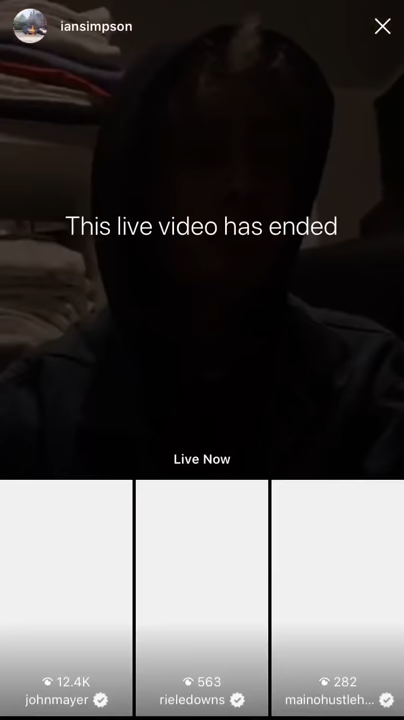 iansimpson
This live video has ended
Live Now
12.4K
563
282
johnmayer
rieledowns
mainohustleh...